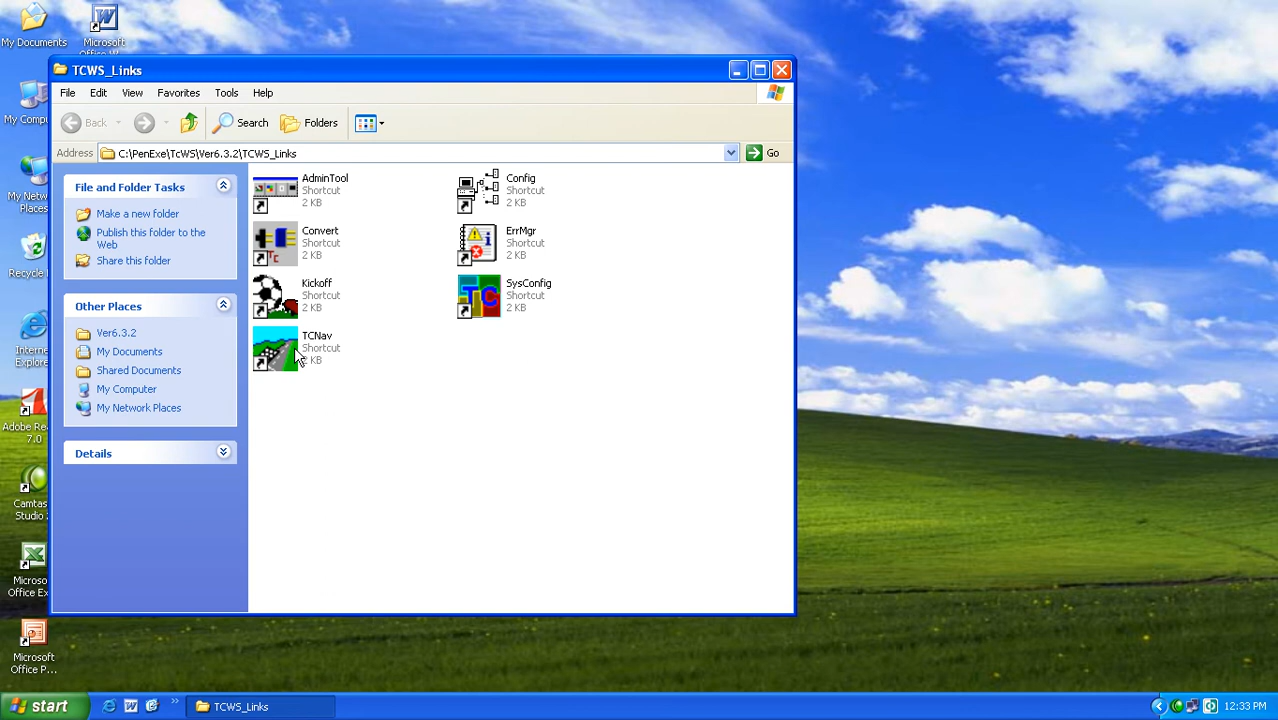 My Documents
Microsoft
Office W...
TCWS_Links
File Edit View Favorites Tools Help
Back Search Folders
Address C:\PenExe\TcWS\Ver6.3.2\TCWS_Links Go
File and Folder Tasks
Make a new folder
Publish this folder to the
Web
Share this folder
Other Places
Ver6.3.2
My Documents
Shared Documents
My Computer
My Network Places
Details
AdminTool
Shortcut
2 KB
Config
Shortcut
2 KB
Convert
Shortcut
2 KB
ErrMgr
Shortcut
2 KB
Kickoff
Shortcut
2 KB
SysConfig
Shortcut
2 KB
TCNav
Shortcut
KB
My Compu
My Netw
Places
Recycle
Interne
Explore
Adobe Re
7.0
Camtas
Studio
Microso
Office Ex
Microsoft
Office P...
start TCWS_Links 12:33 PM